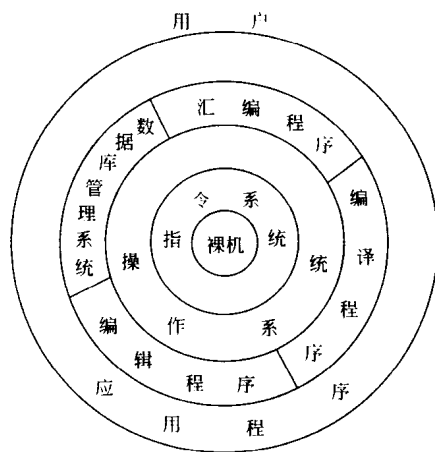 用户
汇编程序
数据库管理系统
编译程序
编辑程序
指令系统
裸机
操作系统
应用程序